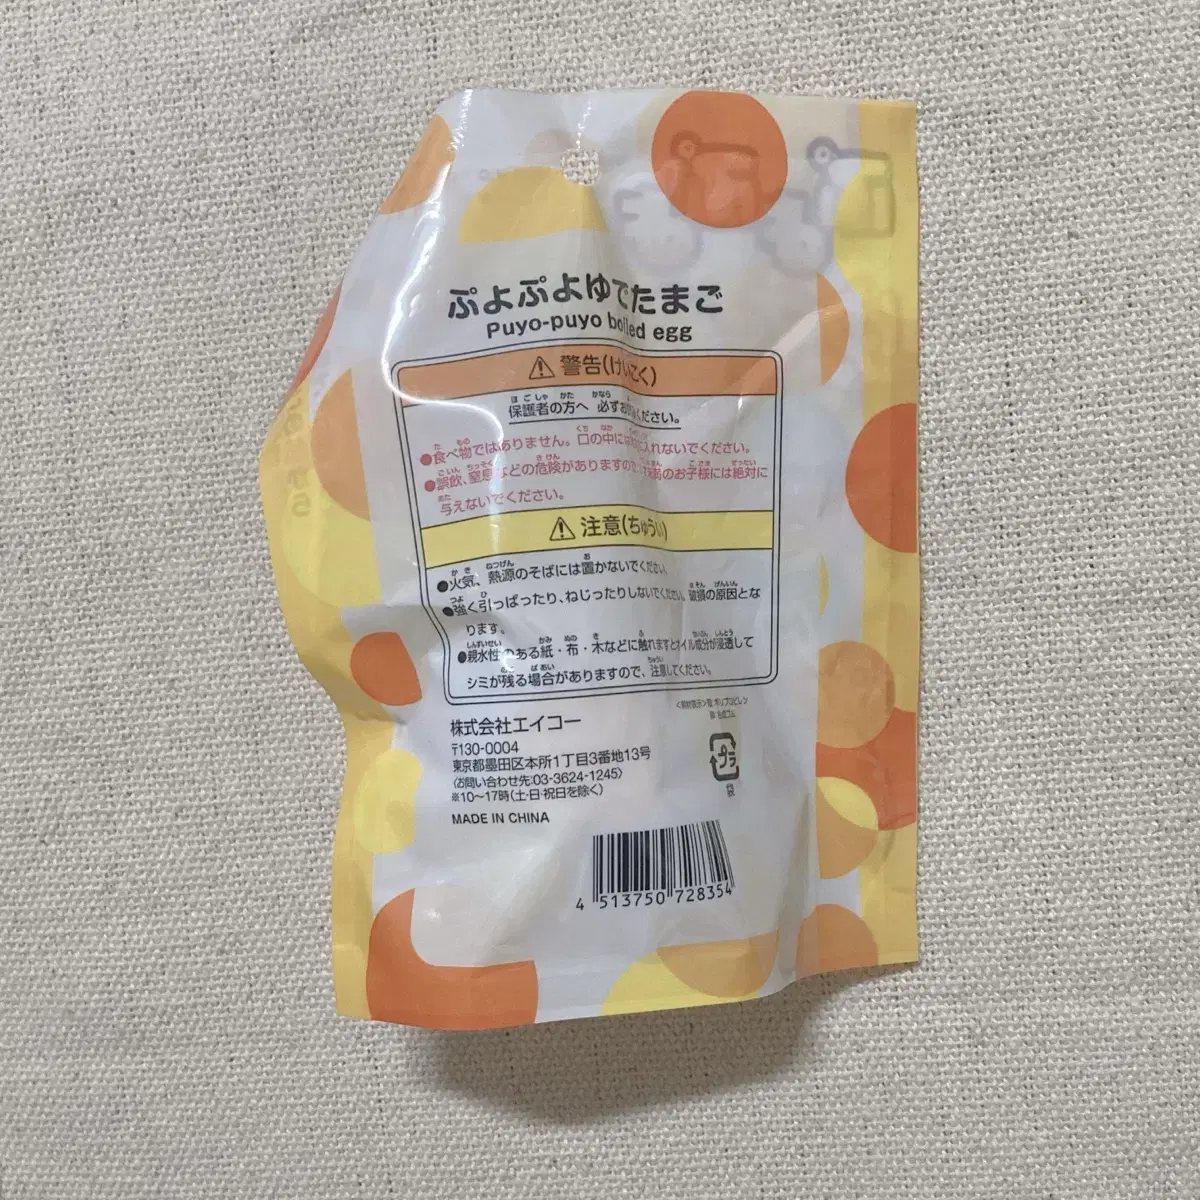 ぷよぷよゆでたまご
Puyo-puyo boiled egg
警告(けいこく)
保護者の方へ 必ずお読みください。
●食べ物ではありません。口の中には 入れないでください。
●誤飲、窒息などの危険がありますので のお子様には絶対に
与えないでください。
注意(ちゅうい)
●火気、熱源のそばには置かないでください。
●強く引っぱったり、ねじったりしないでください。破損の原因とな
ります。
●親水性のある紙・布・木などに触れますとオイル成分が浸透して
シミが残る場合がありますので、注意してください。
株式会社エイコー
〒130-0004
東京都墨田区本所1丁目3番地13号
〈お問い合わせ先:03-3624-1245〉
※10~17時(土・日・祝日を除く)
MADE IN CHINA
プラ
袋
4 513750 728354